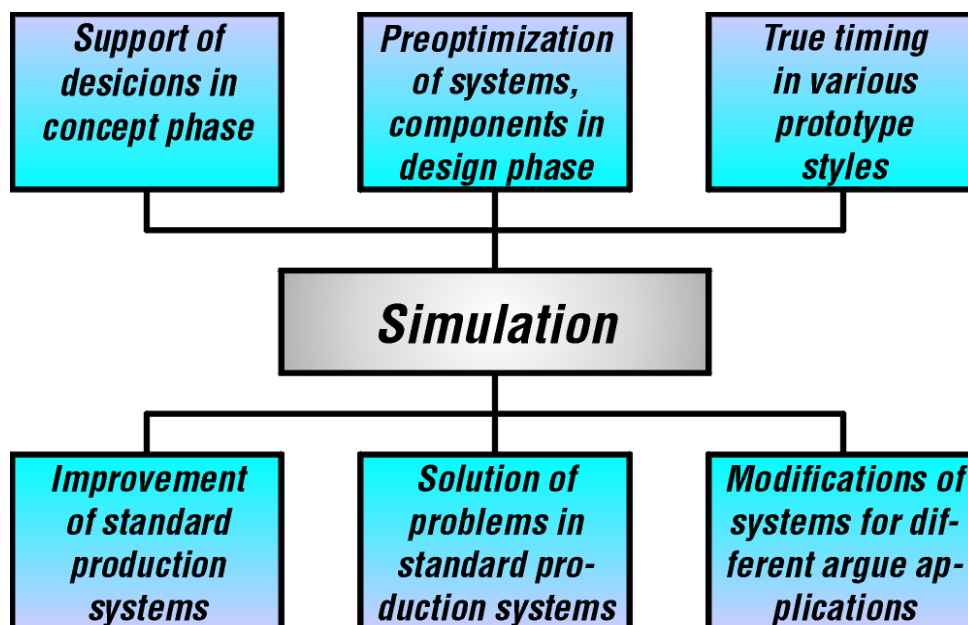 Support of
desicions in
concept phase
Preoptimization
of systems,
components in
design phase
True timing
in various
prototype
styles
Simulation
Improvement
of standard
production
systems
Solution of
problems in
standard pro-
duction systems
Modifications of
systems for dif-
ferent argue ap-
plications